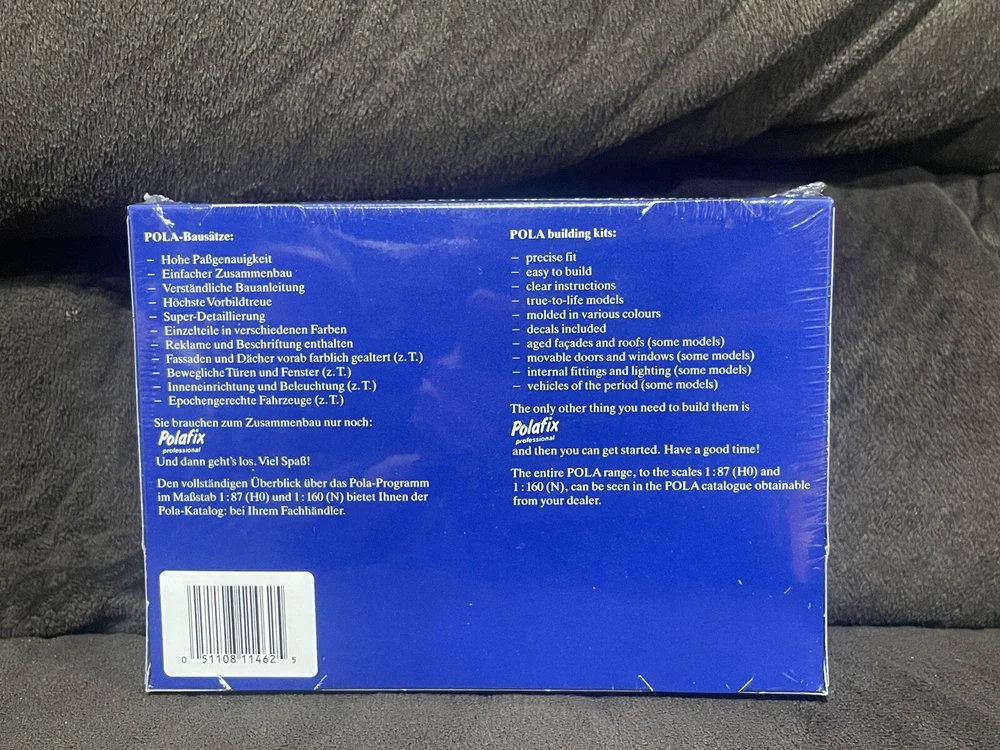 POLA-Bausätze:
– Hohe Paßgenauigkeit
– Einfacher Zusammenbau
– Verständliche Bauanleitung
– Höchste Vorbildtreue
– Super-Detaillierung
– Einzelteile in verschiedenen Farben
– Reklame und Beschriftung enthalten
– Fassaden und Dächer vorab farblich gealtert (z.T.)
– Bewegliche Türen und Fenster (z.T.)
– Inneneinrichtung und Beleuchtung (z.T.)
– Epochengerechte Fahrzeuge (z.T.)
Sie brauchen zum Zusammenbau nur noch:
Polafix
professional
Und dann geht's los. Viel Spaß!
Den vollständigen Überblick über das Pola-Programm
im Maßstab 1:87 (H0) und 1:160 (N) bietet Ihnen der
Pola-Katalog: bei Ihrem Fachhändler.
POLA building kits:
– precise fit
– easy to build
– clear instructions
– true-to-life models
– molded in various colours
– decals included
– aged façades and roofs (some models)
– movable doors and windows (some models)
– internal fittings and lighting (some models)
– vehicles of the period (some models)
The only other thing you need to build them is
Polafix
professional
and then you can get started. Have a good time!
The entire POLA range, to the scales 1:87 (H0) and
1:160 (N), can be seen in the POLA catalogue obtainable
from your dealer.
0 51108 11462 5